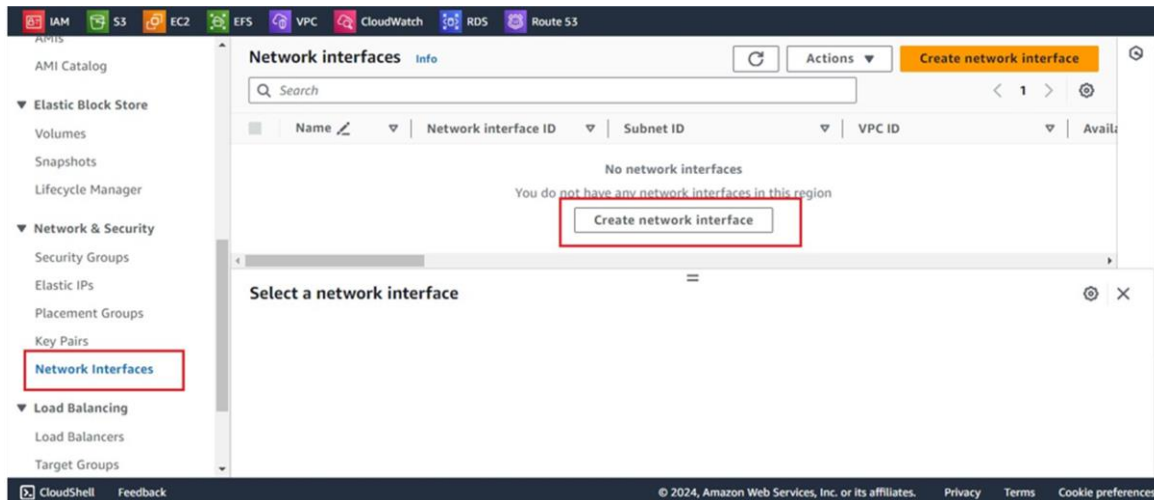 IAM S3 EC2 EFS VPC CloudWatch RDS Route 53
AMIs
AMI Catalog
Elastic Block Store
Volumes
Snapshots
Lifecycle Manager
Network & Security
Security Groups
Elastic IPs
Placement Groups
Key Pairs
Network Interfaces
Load Balancing
Load Balancers
Target Groups
Network interfaces Info
Actions Create network interface
Search
1
Name Network interface ID Subnet ID VPC ID Availa
No network interfaces
You do not have any network interfaces in this region
Create network interface
Select a network interface
CloudShell Feedback © 2024, Amazon Web Services, Inc. or its affiliates. Privacy Terms Cookie preferences